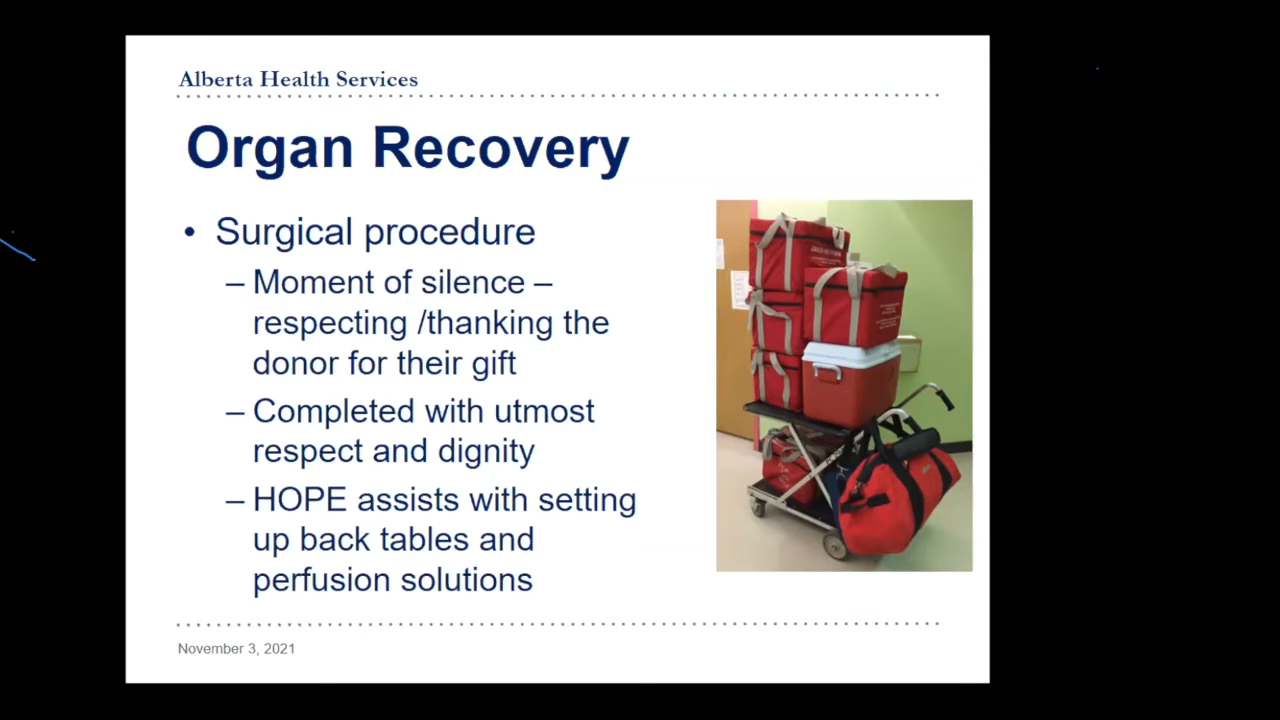 Alberta Health Services
Organ Recovery
• Surgical procedure
– Moment of silence –
respecting /thanking the
donor for their gift
– Completed with utmost
respect and dignity
– HOPE assists with setting
up back tables and
perfusion solutions
November 3, 2021